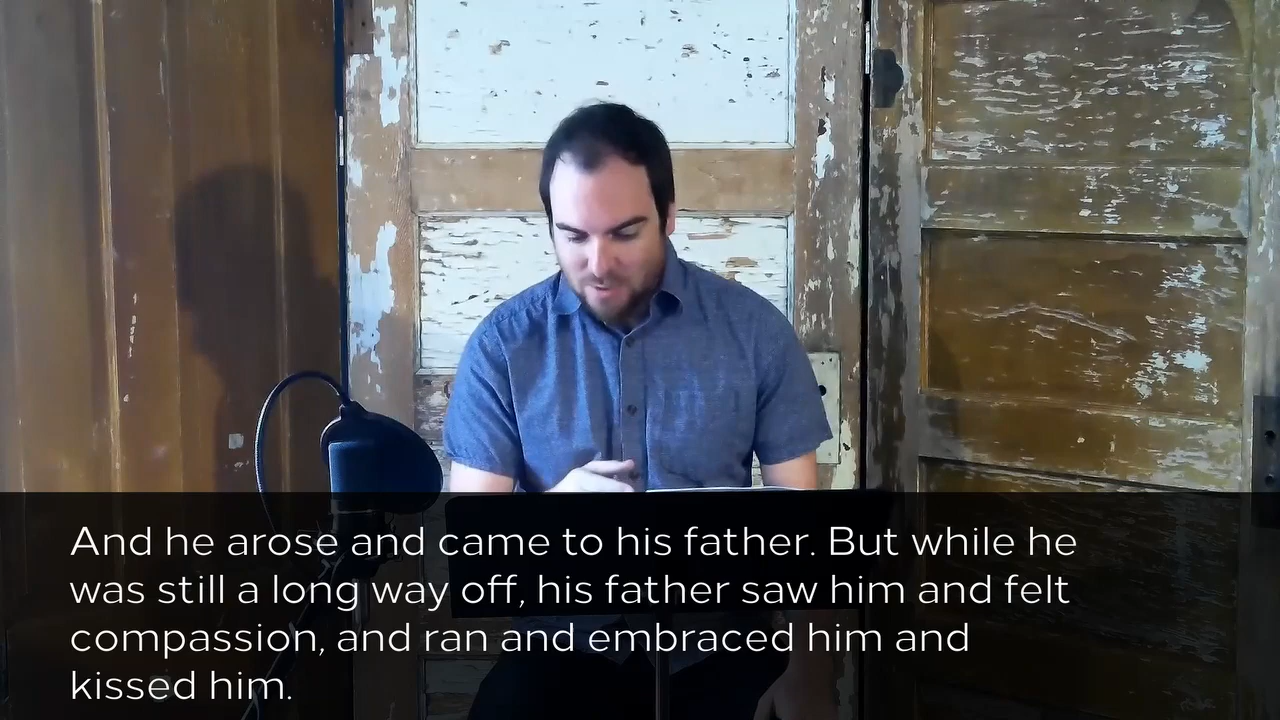 And he arose and came to his father. But while he
was still a long way off, his father saw him and felt
compassion, and ran and embraced him and
kissed him.